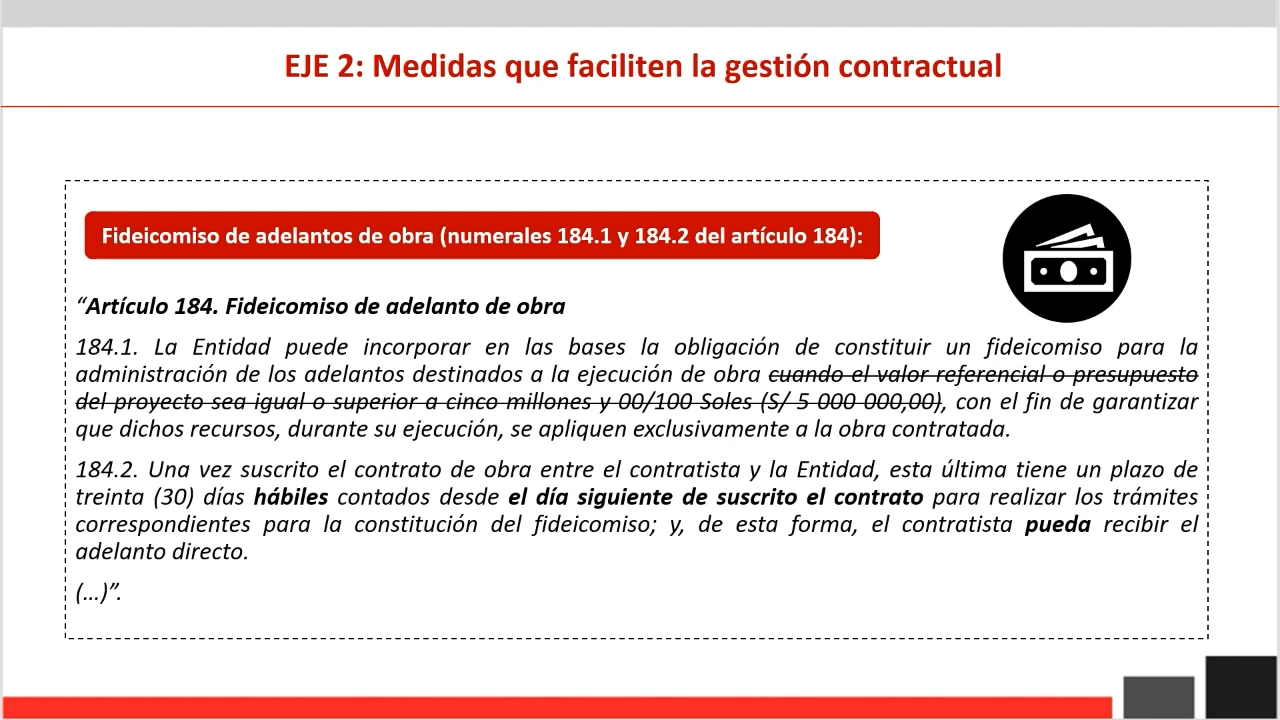 EJE 2: Medidas que faciliten la gestión contractual
Fideicomiso de adelantos de obra (numerales 184.1 y 184.2 del artículo 184):
“Artículo 184. Fideicomiso de adelanto de obra
184.1. La Entidad puede incorporar en las bases la obligación de constituir un fideicomiso para la
administración de los adelantos destinados a la ejecución de obra cuando el valor referencial o presupuesto
del proyecto sea igual o superior a cinco millones y 00/100 Soles (S/ 5 000 000,00), con el fin de garantizar
que dichos recursos, durante su ejecución, se apliquen exclusivamente a la obra contratada.
184.2. Una vez suscrito el contrato de obra entre el contratista y la Entidad, esta última tiene un plazo de
treinta (30) días hábiles contados desde el día siguiente de suscrito el contrato para realizar los trámites
correspondientes para la constitución del fideicomiso; y, de esta forma, el contratista pueda recibir el
adelanto directo.
(…)”.